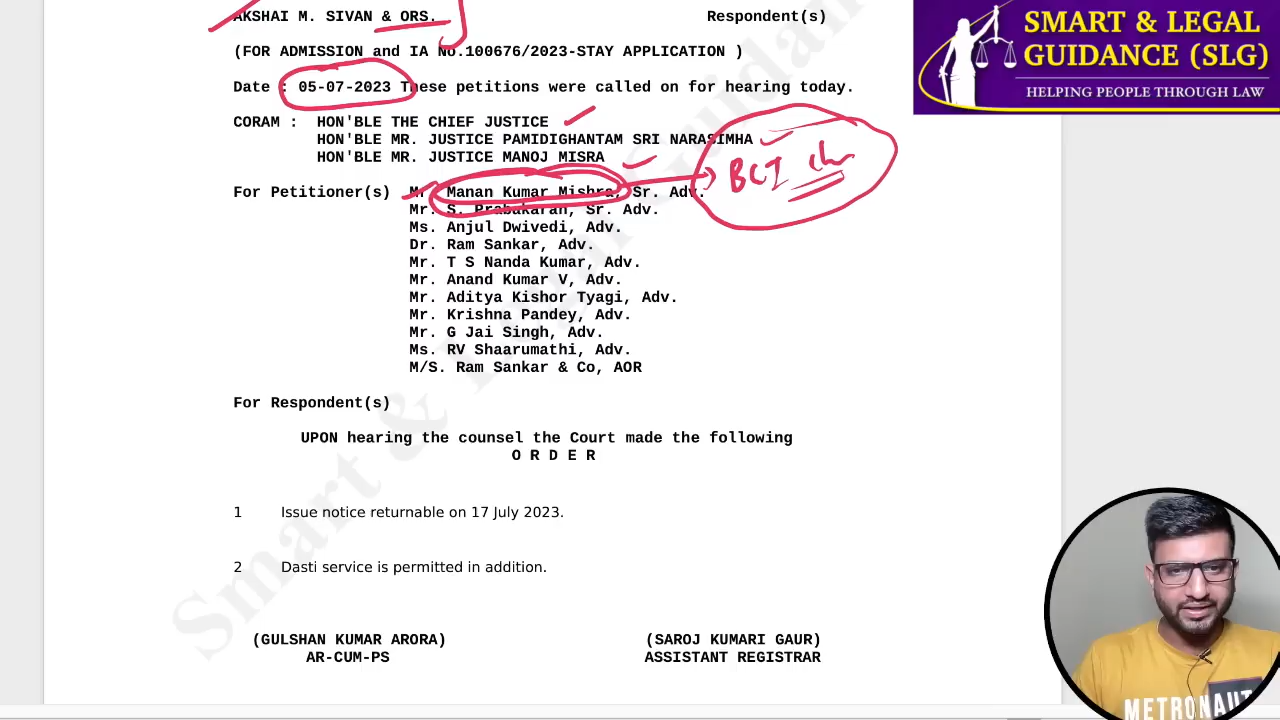 AKSHAI M. SIVAN & ORS. Respondent(s)
SMART & LEGAL
GUIDANCE (SLG)
HELPING PEOPLE THROUGH LAW
(FOR ADMISSION and IA No.100676/2023-STAY APPLICATION )
Date : 05-07-2023 These petitions were called on for hearing today.
CORAM : HON'BLE THE CHIEF JUSTICE
HON'BLE MR. JUSTICE PAMIDIGHANTAM SRI NARASIMHA
HON'BLE MR. JUSTICE MANOJ MISRA
BCI
For Petitioner(s) Mr. Manan Kumar Mishra, Sr. Adv.
Mr. S. Prabakaran, Sr. Adv.
Ms. Anjul Dwivedi, Adv.
Dr. Ram Sankar, Adv.
Mr. T S Nanda Kumar, Adv.
Mr. Anand Kumar V, Adv.
Mr. Aditya Kishor Tyagi, Adv.
Mr. Krishna Pandey, Adv.
Mr. G Jai Singh, Adv.
Ms. RV Shaarumathi, Adv.
M/S. Ram Sankar & Co, AOR
For Respondent(s)
UPON hearing the counsel the Court made the following
O R D E R
1 Issue notice returnable on 17 July 2023.
2 Dasti service is permitted in addition.
(GULSHAN KUMAR ARORA) (SAROJ KUMARI GAUR)
AR-CUM-PS ASSISTANT REGISTRAR
METRONAUT